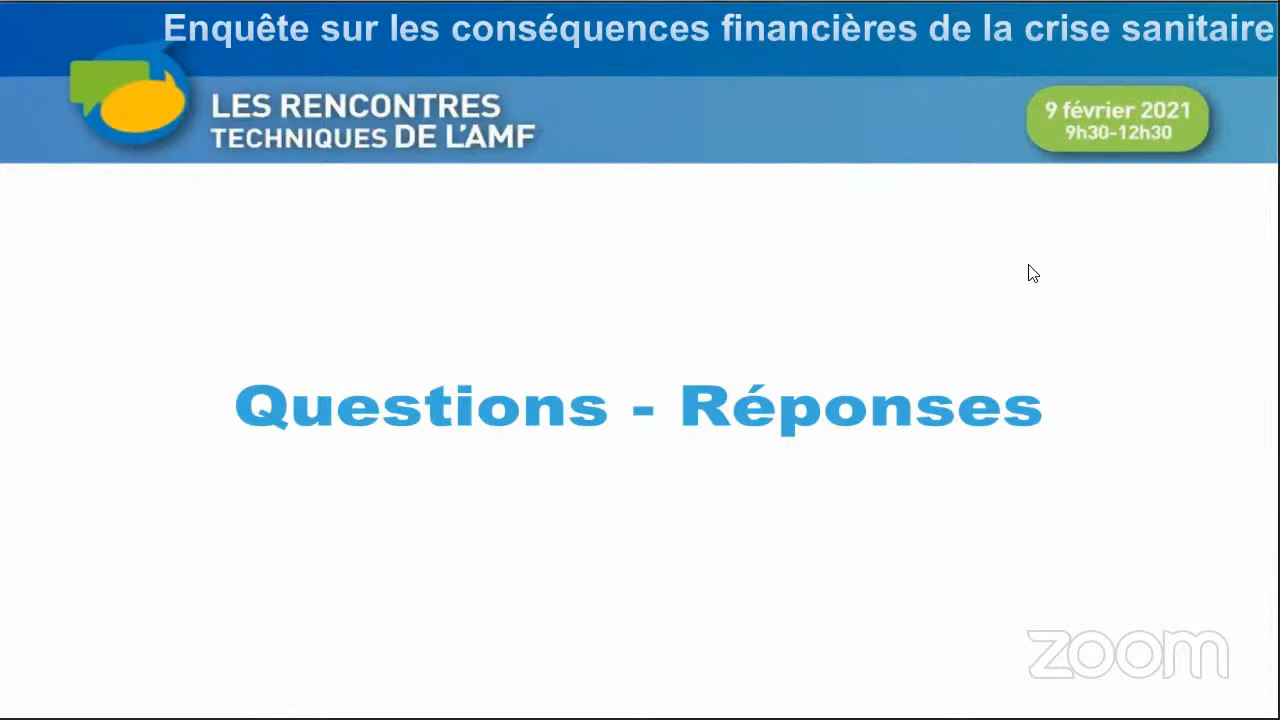 Enquête sur les conséquences financières de la crise sanitaire
LES RENCONTRES
TECHNIQUES DE L'AMF
9 février 2021
9h30-12h30
Questions - Réponses
zoom